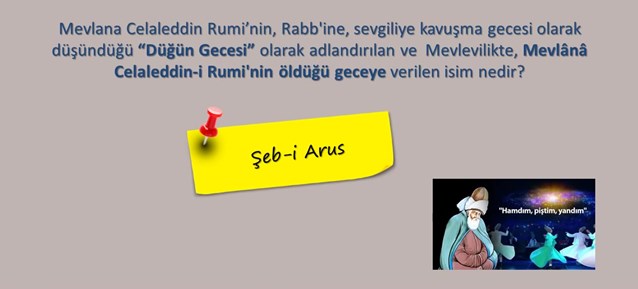 Mevlana Celaleddin Rumi’nin, Rabb'ine, sevgiliye kavuşma gecesi olarak
düşündüğü “Düğün Gecesi” olarak adlandırılan ve  Mevlevilikte, Mevlânâ
Celaleddin-i Rumi'nin öldüğü geceye verilen isim nedir?
Şeb-i Arus
"Hamdım, piştim, yandım"